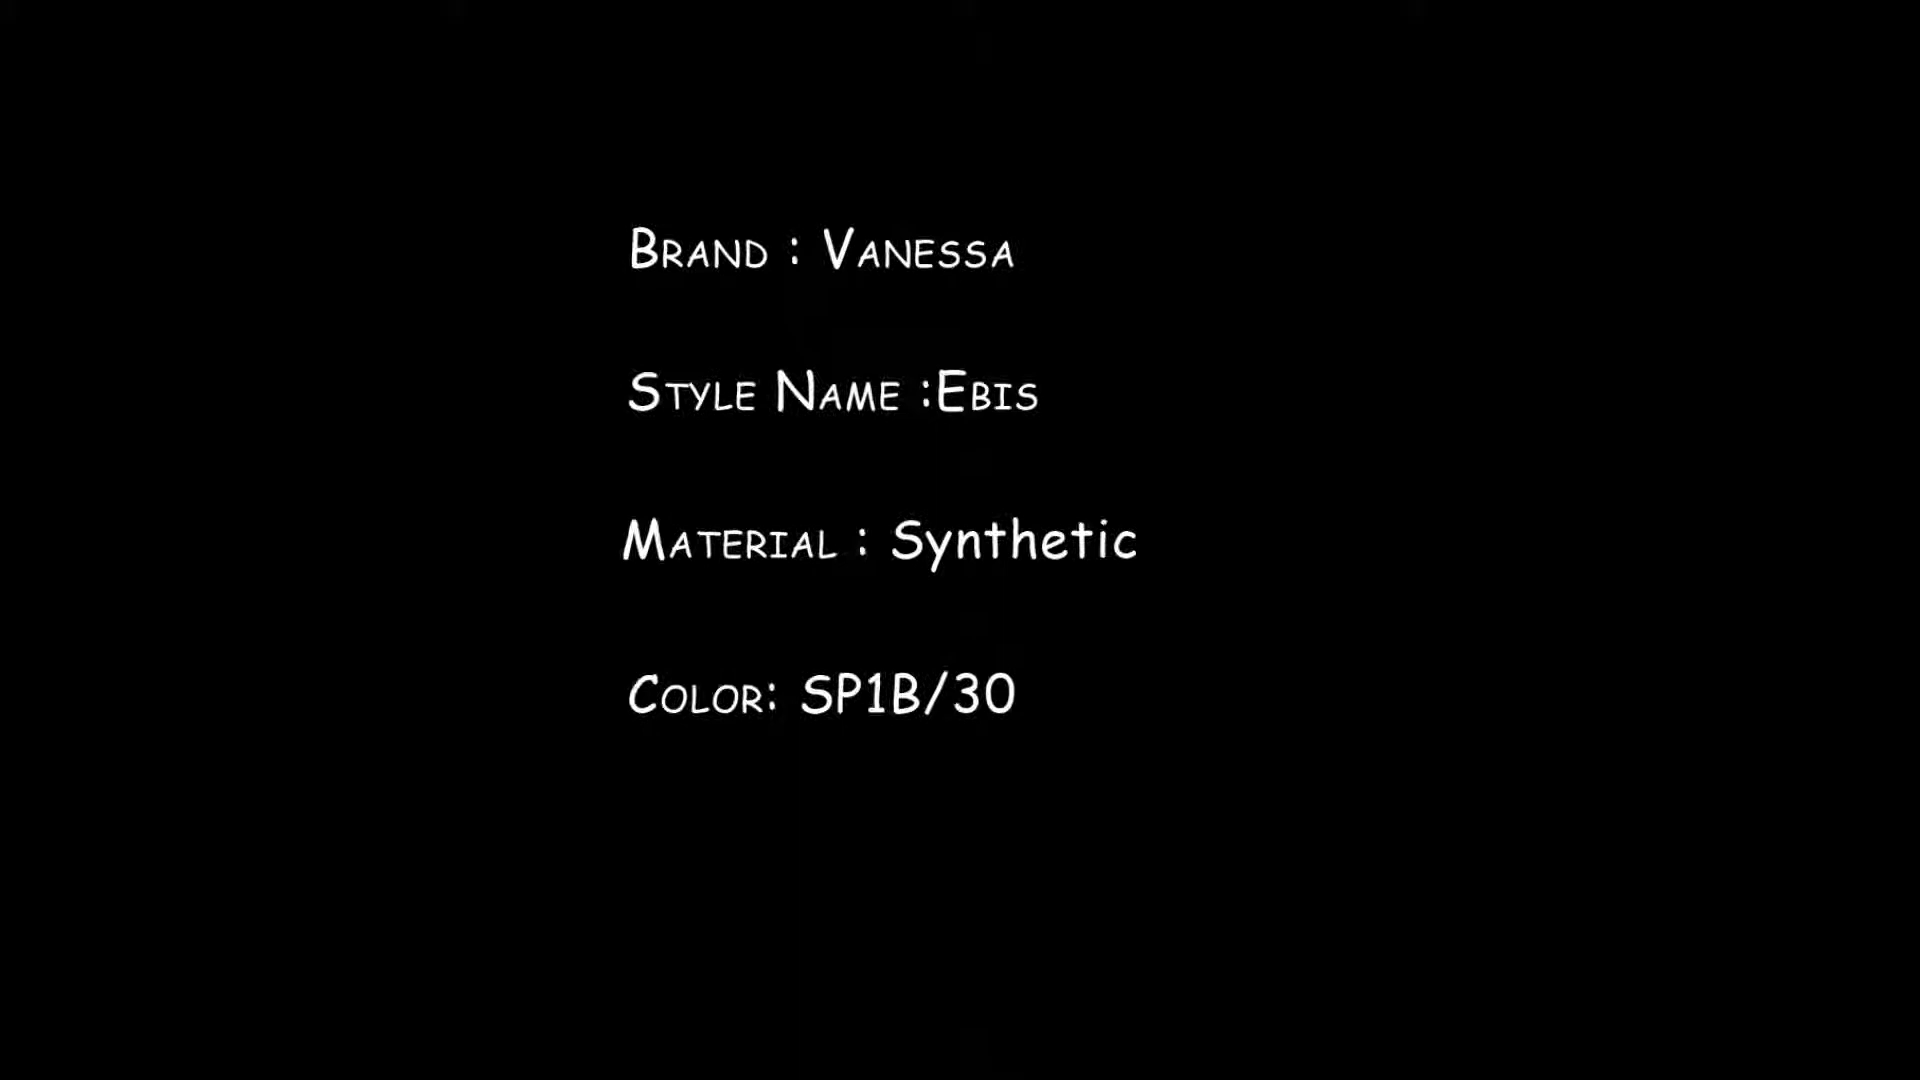 Brand : Vanessa
Style Name :Ebis
Material : Synthetic
Color: SP1B/30